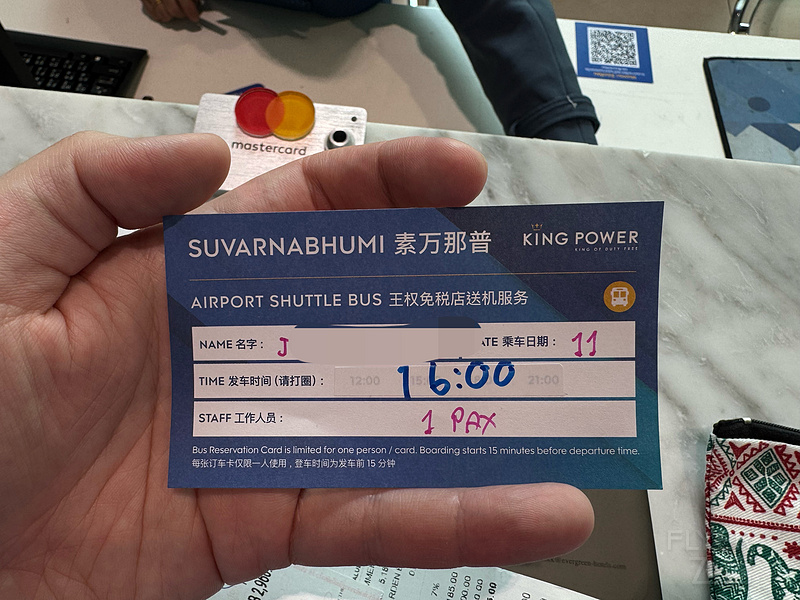 mastercard
SUVARNABHUMI 素万那普
KING POWER
KING OF DUTY FREE
AIRPORT SHUTTLE BUS 王权免税店送机服务
NAME 名字： J ATE 乘车日期： 11
TIME 发车时间 (请打圈)： 12:00 15: 21:00
16:00
STAFF 工作人员： 1 PAX
Bus Reservation Card is limited for one person / card. Boarding starts 15 minutes before departure time.
每张订车卡仅限一人使用，登车时间为发车前 15 分钟